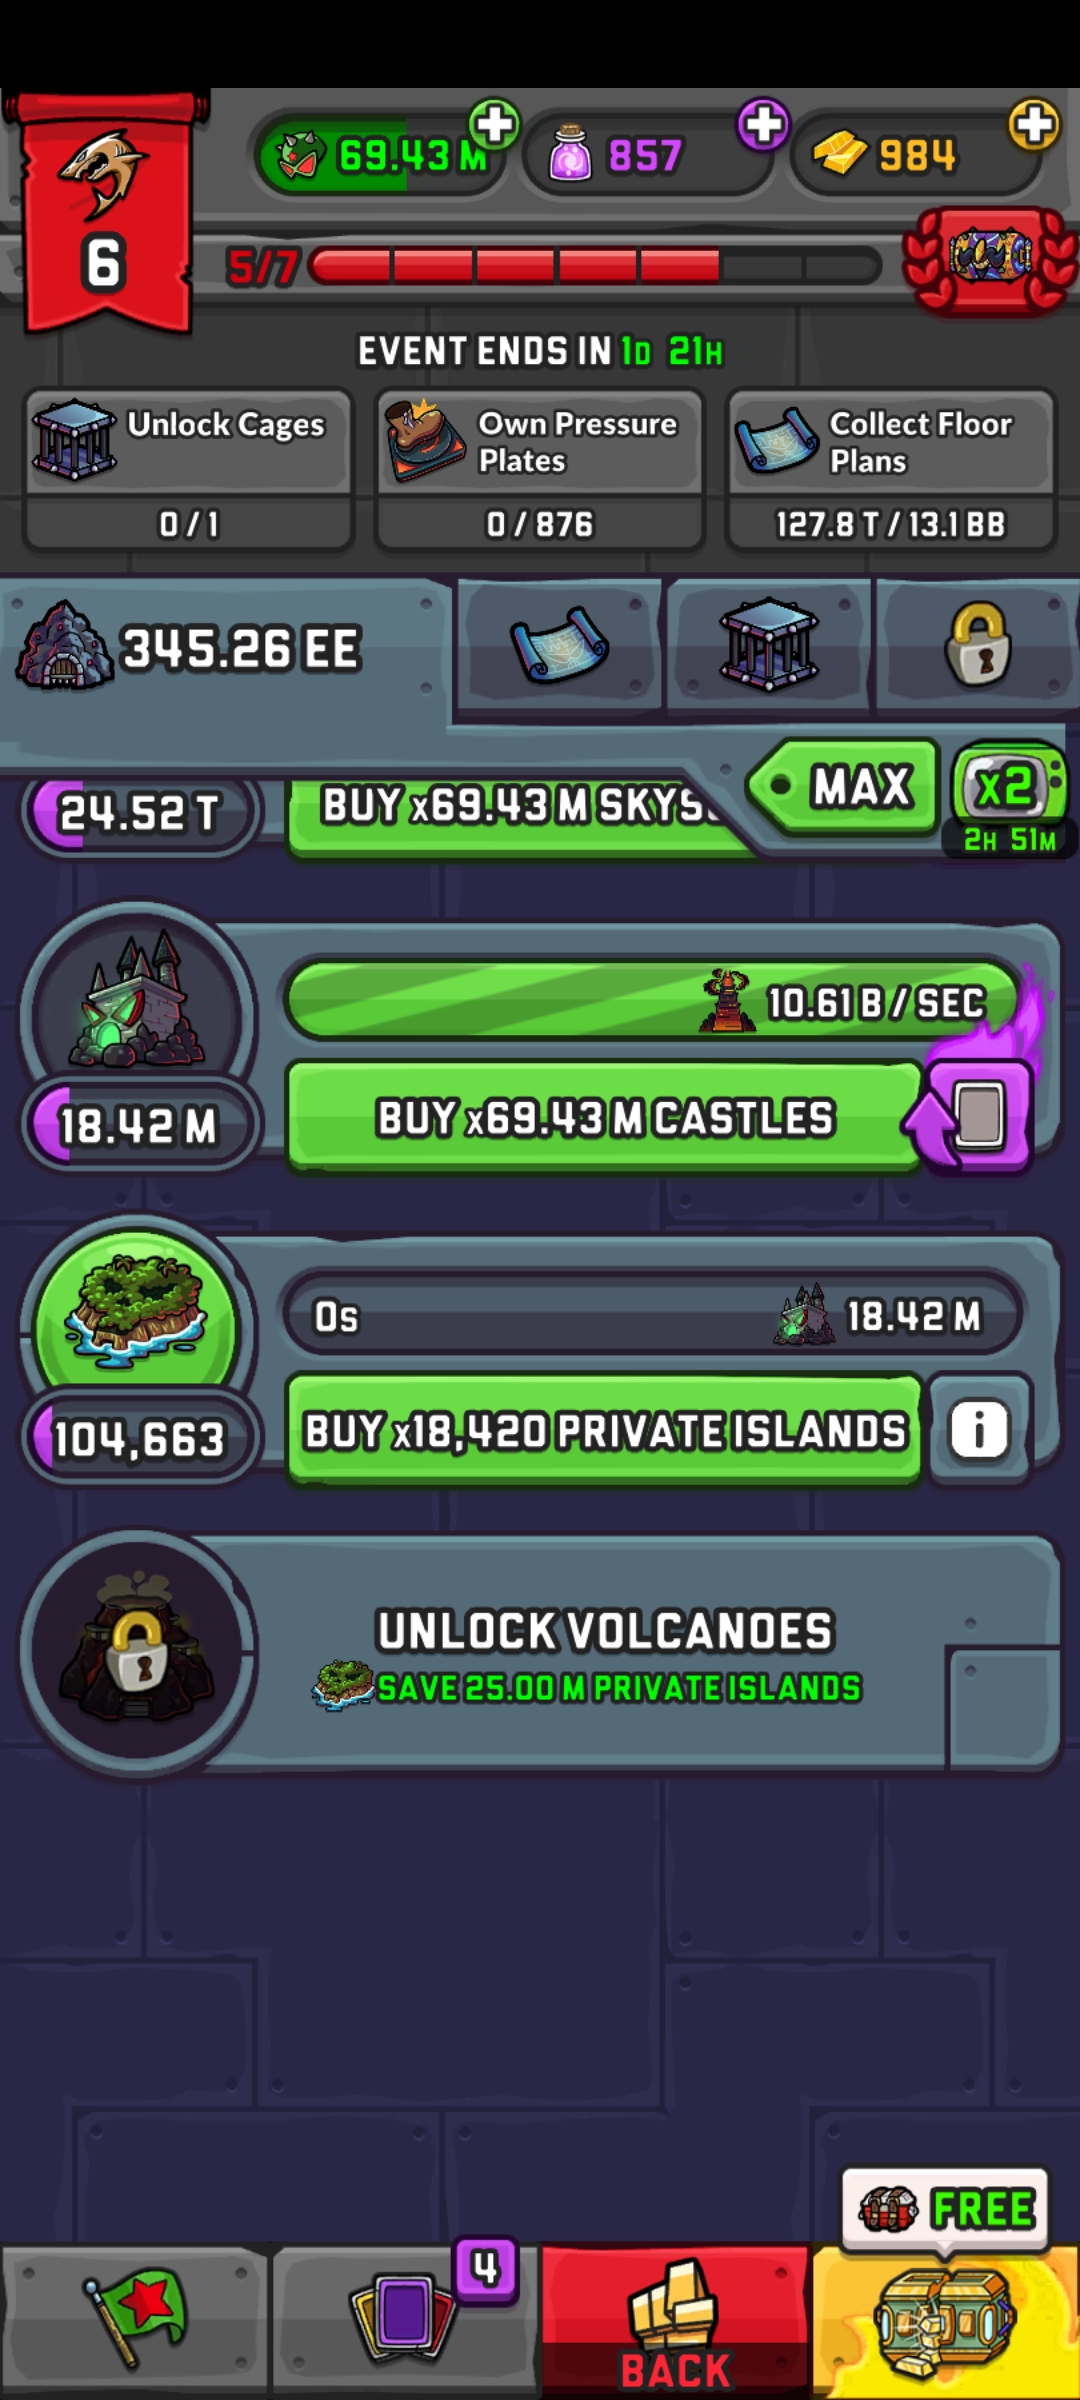 69.43 M
857
984
6
5/7
EVENT ENDS IN 1D 21H
Unlock Cages
0 / 1
Own Pressure
Plates
0 / 876
Collect Floor
Plans
127.8 T / 13.1 BB
345.26 EE
MAX
x2
2H 51M
24.52 T
BUY x69.43 M SKYS
10.61 B / SEC
18.42 M
BUY x69.43 M CASTLES
0s
18.42 M
104,663
BUY x18,420 PRIVATE ISLANDS
i
UNLOCK VOLCANOES
SAVE 25.00 M PRIVATE ISLANDS
FREE
4
BACK